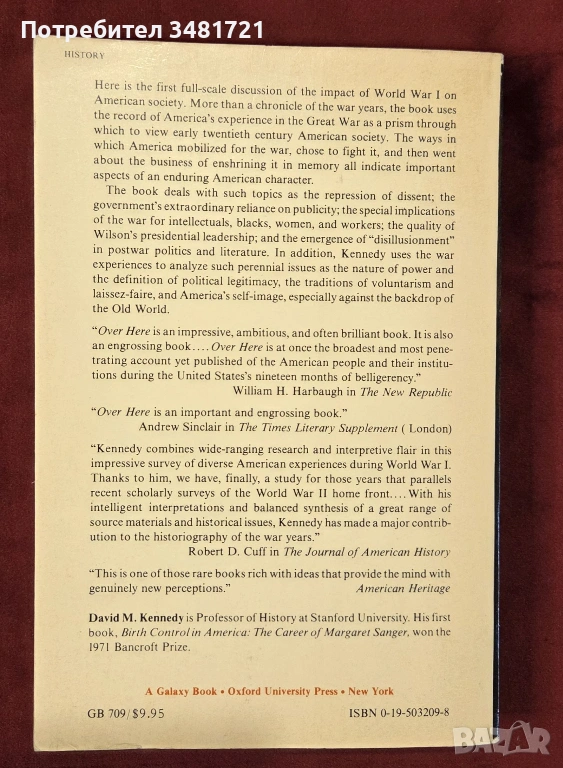 Потребител 3481721
HISTORY
Here is the first full-scale discussion of the impact of World War I on
American society. More than a chronicle of the war years, the book uses
the record of America's experience in the Great War as a prism through
which to view early twentieth century American society. The ways in
which America mobilized for the war, chose to fight it, and then went
about the business of enshrining it in memory all indicate important
aspects of an enduring American character.
The book deals with such topics as the repression of dissent; the
government's extraordinary reliance on publicity; the special implications
of the war for intellectuals, blacks, women, and workers; the quality of
Wilson's presidential leadership; and the emergence of "disillusionment"
in postwar politics and literature. In addition, Kennedy uses the war
experiences to analyze such perennial issues as the nature of power and
the definition of political legitimacy, the traditions of voluntarism and
laissez-faire, and America's self-image, especially against the backdrop of
the Old World.
"Over Here is an impressive, ambitious, and often brilliant book. It is also
an engrossing book....Over Here is at once the broadest and most pene-
trating account yet published of the American people and their institu-
tions during the United States's nineteen months of belligerency."
William H. Harbaugh in The New Republic
"Over Here is an important and engrossing book."
Andrew Sinclair in The Times Literary Supplement ( London)
"Kennedy combines wide-ranging research and interpretive flair in this
impressive survey of diverse American experiences during World War I.
Thanks to him, we have, finally, a study for those years that parallels
recent scholarly surveys of the World War II home front....With his
intelligent interpretations and balanced synthesis of a great range of
source materials and historical issues, Kennedy has made a major contrib-
ution to the historiography of the war years."
Robert D. Cuff in The Journal of American History
"This is one of those rare books rich with ideas that provide the mind with
genuinely new perceptions." American Heritage
David M. Kennedy is Professor of History at Stanford University. His first
book, Birth Control in America: The Career of Margaret Sanger, won the
1971 Bancroft Prize.
A Galaxy Book • Oxford University Press • New York
GB 709/$9.95 ISBN 0-19-503209-8
BAZAR